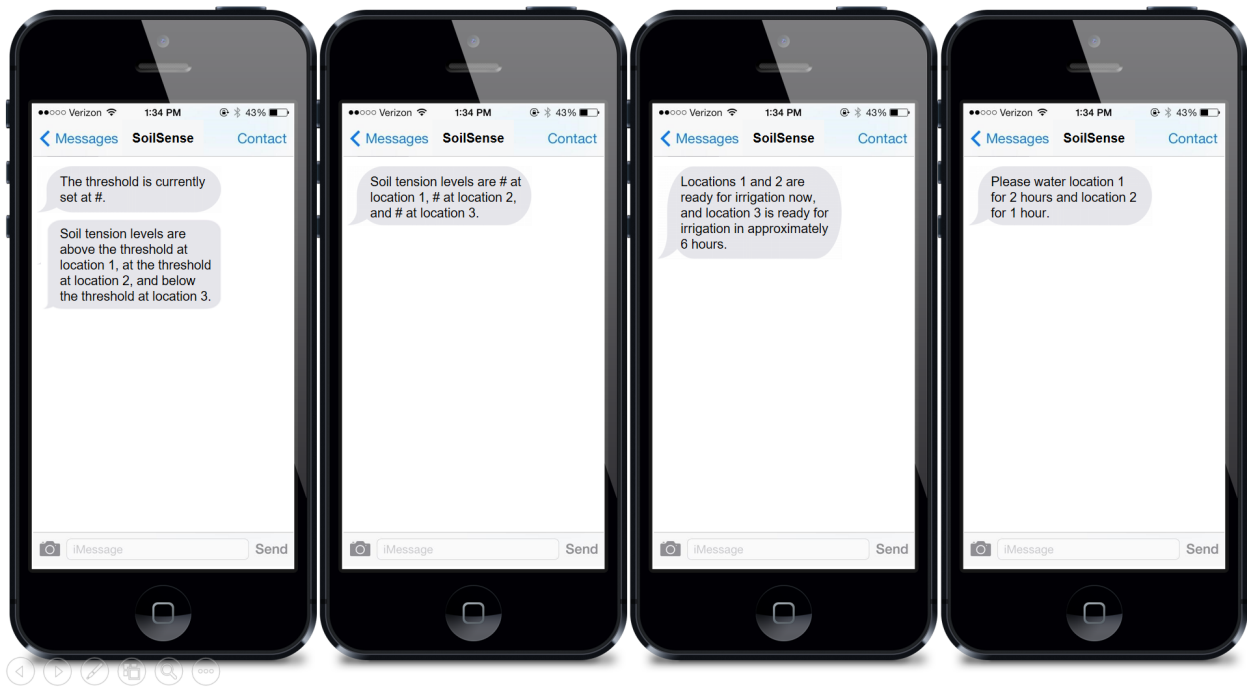 Verizon 1:34 PM 43%
Messages SoilSense Contact
The threshold is currently
set at #.
Soil tension levels are
above the threshold at
location 1, at the threshold
at location 2, and below
the threshold at location 3.
iMessage Send
Verizon 1:34 PM 43%
Messages SoilSense Contact
Soil tension levels are # at
location 1, # at location 2,
and # at location 3.
iMessage Send
Verizon 1:34 PM 43%
Messages SoilSense Contact
Locations 1 and 2 are
ready for irrigation now,
and location 3 is ready for
irrigation in approximately
6 hours.
iMessage Send
Verizon 1:34 PM 43%
Messages SoilSense Contact
Please water location 1
for 2 hours and location 2
for 1 hour.
iMessage Send